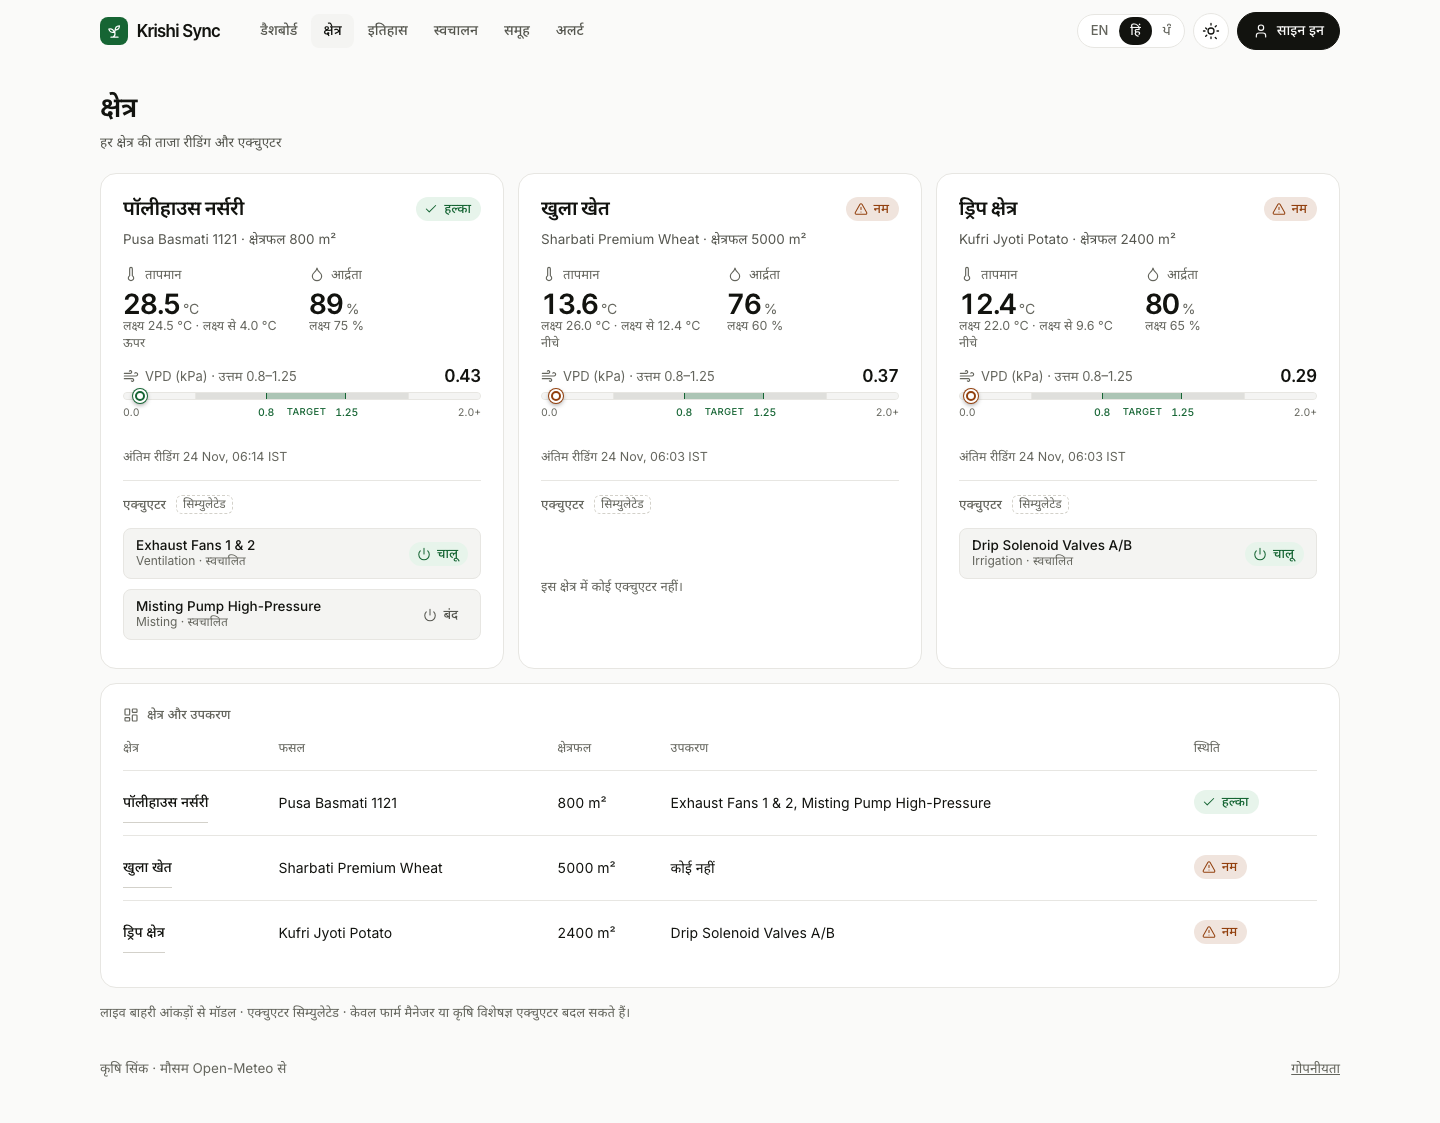 Krishi Sync
डैशबोर्ड
क्षेत्र
इतिहास
स्वचालन
समूह
अलर्ट
EN
हिं
ਪੰ
साइन इन
क्षेत्र
हर क्षेत्र की ताजा रीडिंग और एक्चुएटर
पॉलीहाउस नर्सरी
हल्का
Pusa Basmati 1121 · क्षेत्रफल 800 m²
तापमान
आर्द्रता
28.5 °C
89 %
लक्ष्य 24.5 °C · लक्ष्य से 4.0 °C
ऊपर
लक्ष्य 75 %
VPD (kPa) · उत्तम 0.8–1.25
0.43
0.0
0.8
TARGET
1.25
2.0+
अंतिम रीडिंग 24 Nov, 06:14 IST
एक्चुएटर
सिम्युलेटेड
Exhaust Fans 1 & 2
Ventilation · स्वचालित
चालू
Misting Pump High-Pressure
Misting · स्वचालित
बंद
खुला खेत
नम
Sharbati Premium Wheat · क्षेत्रफल 5000 m²
तापमान
आर्द्रता
13.6 °C
76 %
लक्ष्य 26.0 °C · लक्ष्य से 12.4 °C
नीचे
लक्ष्य 60 %
VPD (kPa) · उत्तम 0.8–1.25
0.37
0.0
0.8
TARGET
1.25
2.0+
अंतिम रीडिंग 24 Nov, 06:03 IST
एक्चुएटर
सिम्युलेटेड
इस क्षेत्र में कोई एक्चुएटर नहीं।
ड्रिप क्षेत्र
नम
Kufri Jyoti Potato · क्षेत्रफल 2400 m²
तापमान
आर्द्रता
12.4 °C
80 %
लक्ष्य 22.0 °C · लक्ष्य से 9.6 °C
नीचे
लक्ष्य 65 %
VPD (kPa) · उत्तम 0.8–1.25
0.29
0.0
0.8
TARGET
1.25
2.0+
अंतिम रीडिंग 24 Nov, 06:03 IST
एक्चुएटर
सिम्युलेटेड
Drip Solenoid Valves A/B
Irrigation · स्वचालित
चालू
क्षेत्र और उपकरण
क्षेत्र फसल क्षेत्रफल उपकरण स्थिति
पॉलीहाउस नर्सरी Pusa Basmati 1121 800 m² Exhaust Fans 1 & 2, Misting Pump High-Pressure हल्का
खुला खेत Sharbati Premium Wheat 5000 m² कोई नहीं नम
ड्रिप क्षेत्र Kufri Jyoti Potato 2400 m² Drip Solenoid Valves A/B नम
लाइव बाहरी आंकड़ों से मॉडल · एक्चुएटर सिम्युलेटेड · केवल फार्म मैनेजर या कृषि विशेषज्ञ एक्चुएटर बदल सकते हैं।
कृषि सिंक · मौसम Open-Meteo से
गोपनीयता